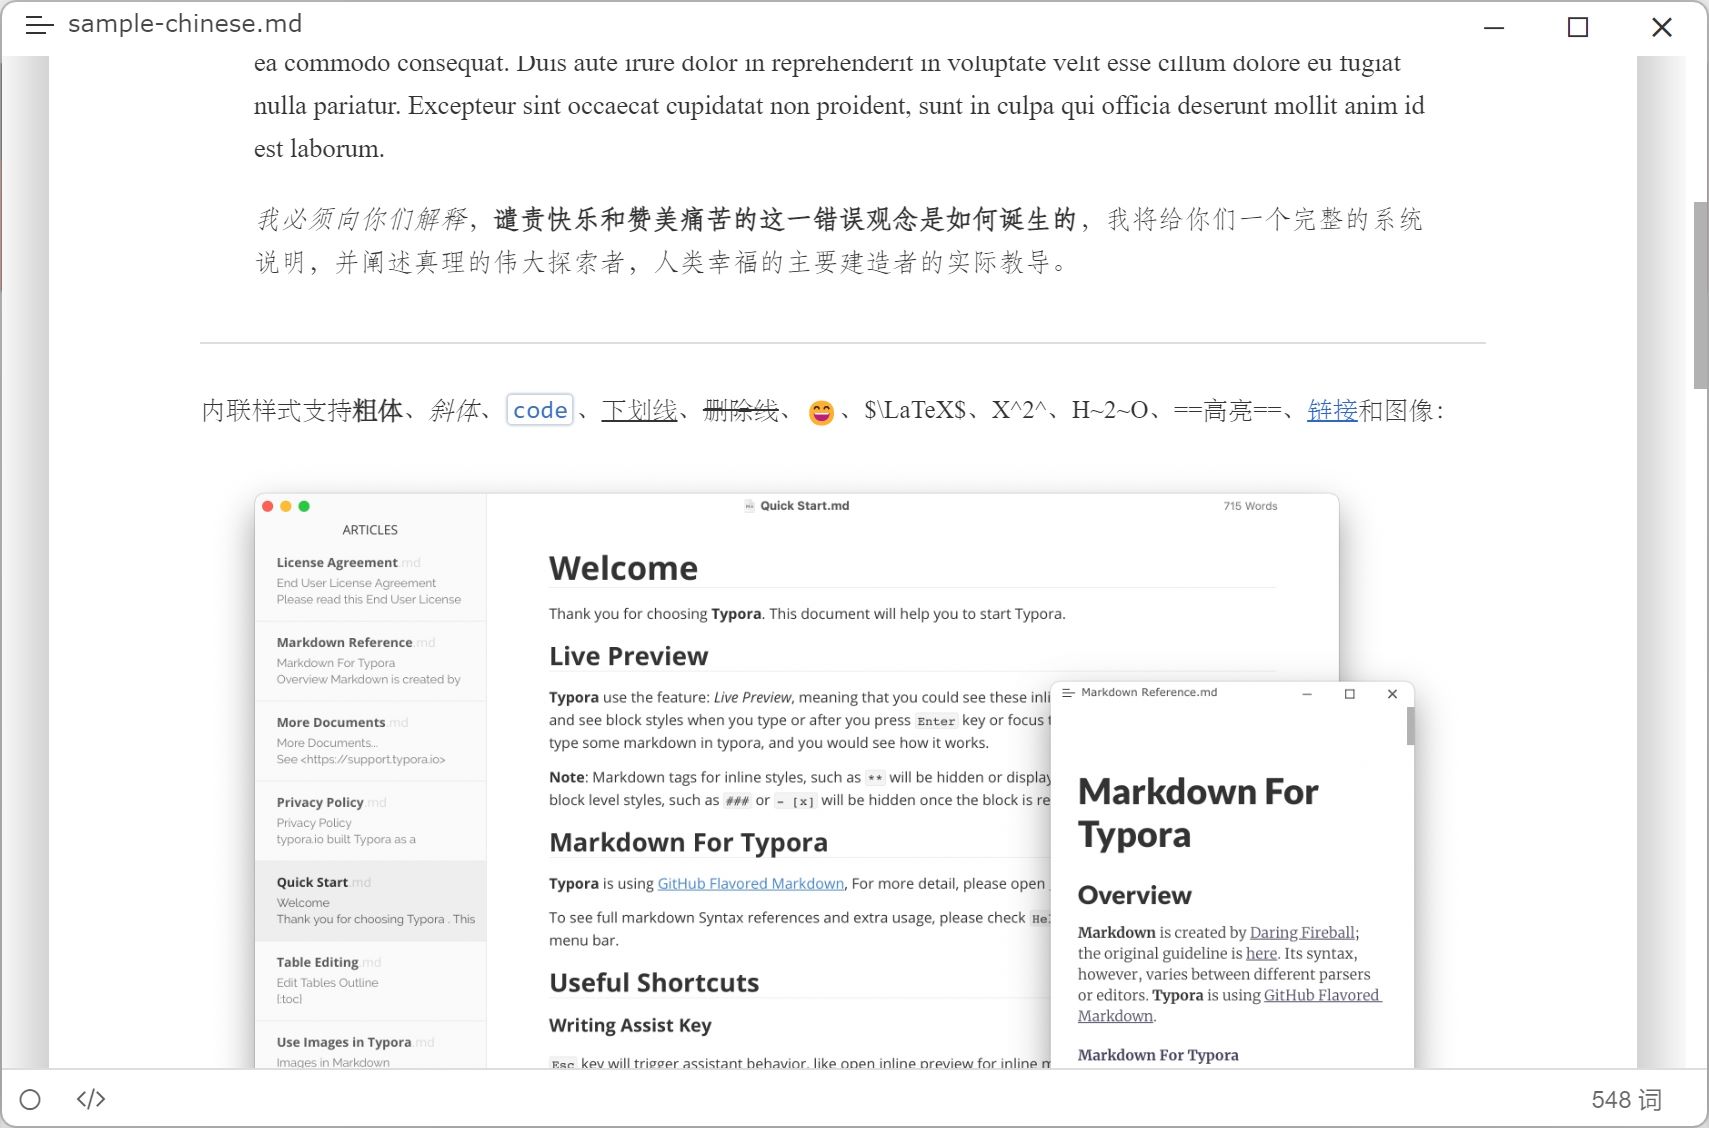 sample-chinese.md
ea commodo consequat. Duis aute irure dolor in reprehenderit in voluptate velit esse cillum dolore eu fugiat
nulla pariatur. Excepteur sint occaecat cupidatat non proident, sunt in culpa qui officia deserunt mollit anim id
est laborum.
我必须向你们解释，谴责快乐和赞美痛苦的这一错误观念是如何诞生的，我将给你们一个完整的系统
说明，并阐述真理的伟大探索者，人类幸福的主要建造者的实际教导。
内联样式支持粗体、斜体、code、下划线、删除线、😄、$\LaTeX$、X^2^、H~2~O、==高亮==、链接和图像：
Quick Start.md
715 Words
ARTICLES
License Agreement.md
End User License Agreement
Please read this End User License
Markdown Reference.md
Markdown For Typora
Overview Markdown is created by
More Documents.md
More Documents...
See <https://support.typora.io>
Privacy Policy.md
Privacy Policy
typora.io built Typora as a
Quick Start.md
Welcome
Thank you for choosing Typora . This
Table Editing.md
Edit Tables Outline
[:toc]
Use Images in Typora.md
Images in Markdown
Welcome
Thank you for choosing Typora. This document will help you to start Typora.
Live Preview
Typora use the feature: Live Preview, meaning that you could see these inli
and see block styles when you type or after you press Enter key or focus
type some markdown in typora, and you would see how it works.
Note: Markdown tags for inline styles, such as ** will be hidden or display
block level styles, such as ### or - [x] will be hidden once the block is re
Markdown For Typora
Typora is using GitHub Flavored Markdown, For more detail, please open
To see full markdown Syntax references and extra usage, please check Hel
menu bar.
Useful Shortcuts
Writing Assist Key
Esc key will trigger assistant behavior, like open inline preview for inline m
Markdown Reference.md
Markdown For
Typora
Overview
Markdown is created by Daring Fireball;
the original guideline is here. Its syntax,
however, varies between different parsers
or editors. Typora is using GitHub Flavored
Markdown.
Markdown For Typora
</>
548 词